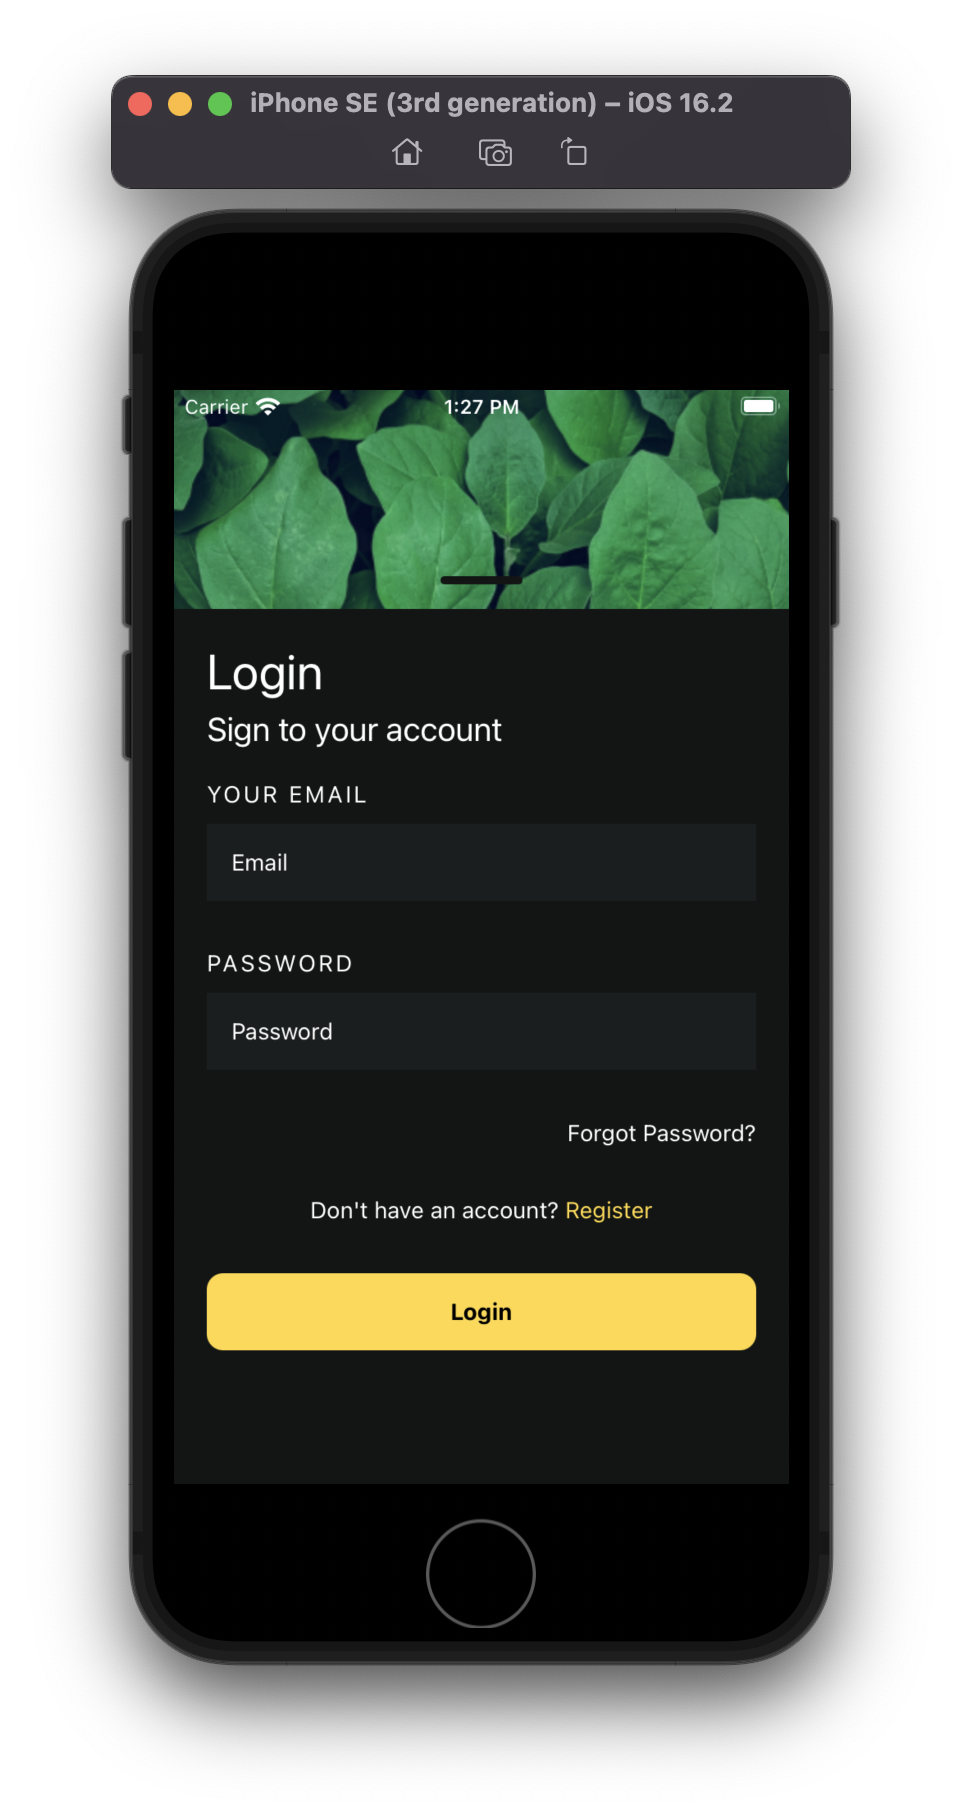 iPhone SE (3rd generation) – iOS 16.2
Carrier 1:27 PM
Login
Sign to your account
YOUR EMAIL
Email
PASSWORD
Password
Forgot Password?
Don't have an account? Register
Login